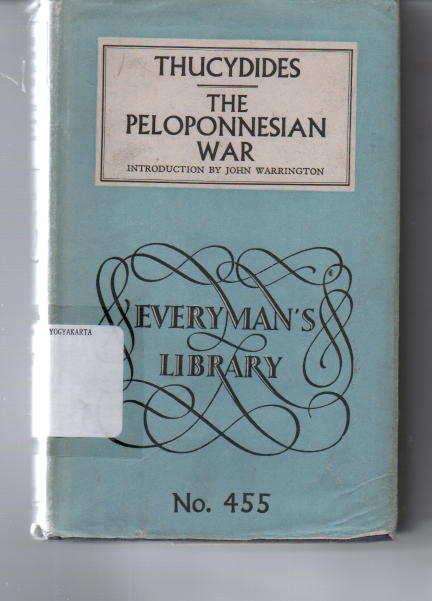 THUCYDIDES
THE
PELOPONNESIAN
WAR
INTRODUCTION BY JOHN WARRINGTON
EVERYMAN'S
LIBRARY
YOGYAKARTA
No. 455